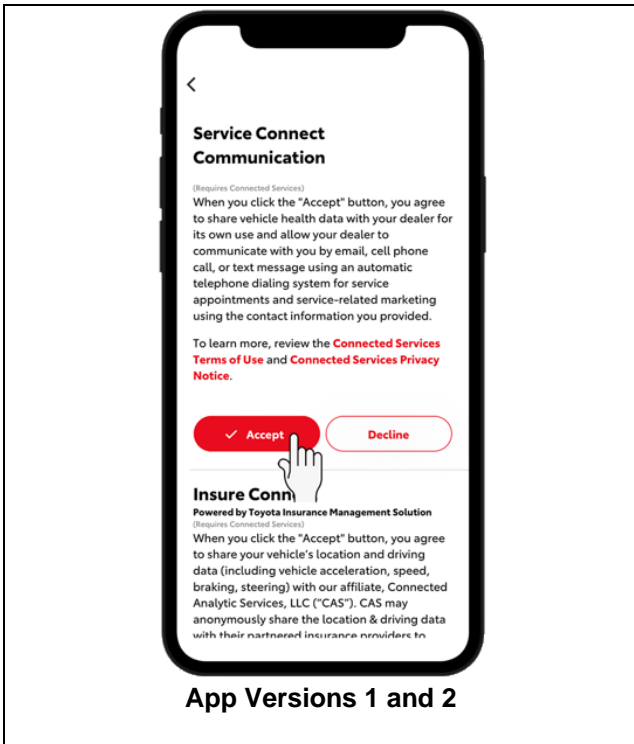 Service Connect
Communication
(Requires Connected Services)
When you click the "Accept" button, you agree
to share vehicle health data with your dealer for
its own use and allow your dealer to
communicate with you by email, cell phone
call, or text message using an automatic
telephone dialing system for service
appointments and service-related marketing
using the contact information you provided.
To learn more, review the Connected Services
Terms of Use and Connected Services Privacy
Notice.
Accept
Decline
Insure Conn
Powered by Toyota Insurance Management Solution
(Requires Connected Services)
When you click the "Accept" button, you agree
to share your vehicle's location and driving
data (including vehicle acceleration, speed,
braking, steering) with our affiliate, Connected
Analytic Services, LLC ("CAS"). CAS may
anonymously share the location & driving data
with their partnered insurance providers to
App Versions 1 and 2